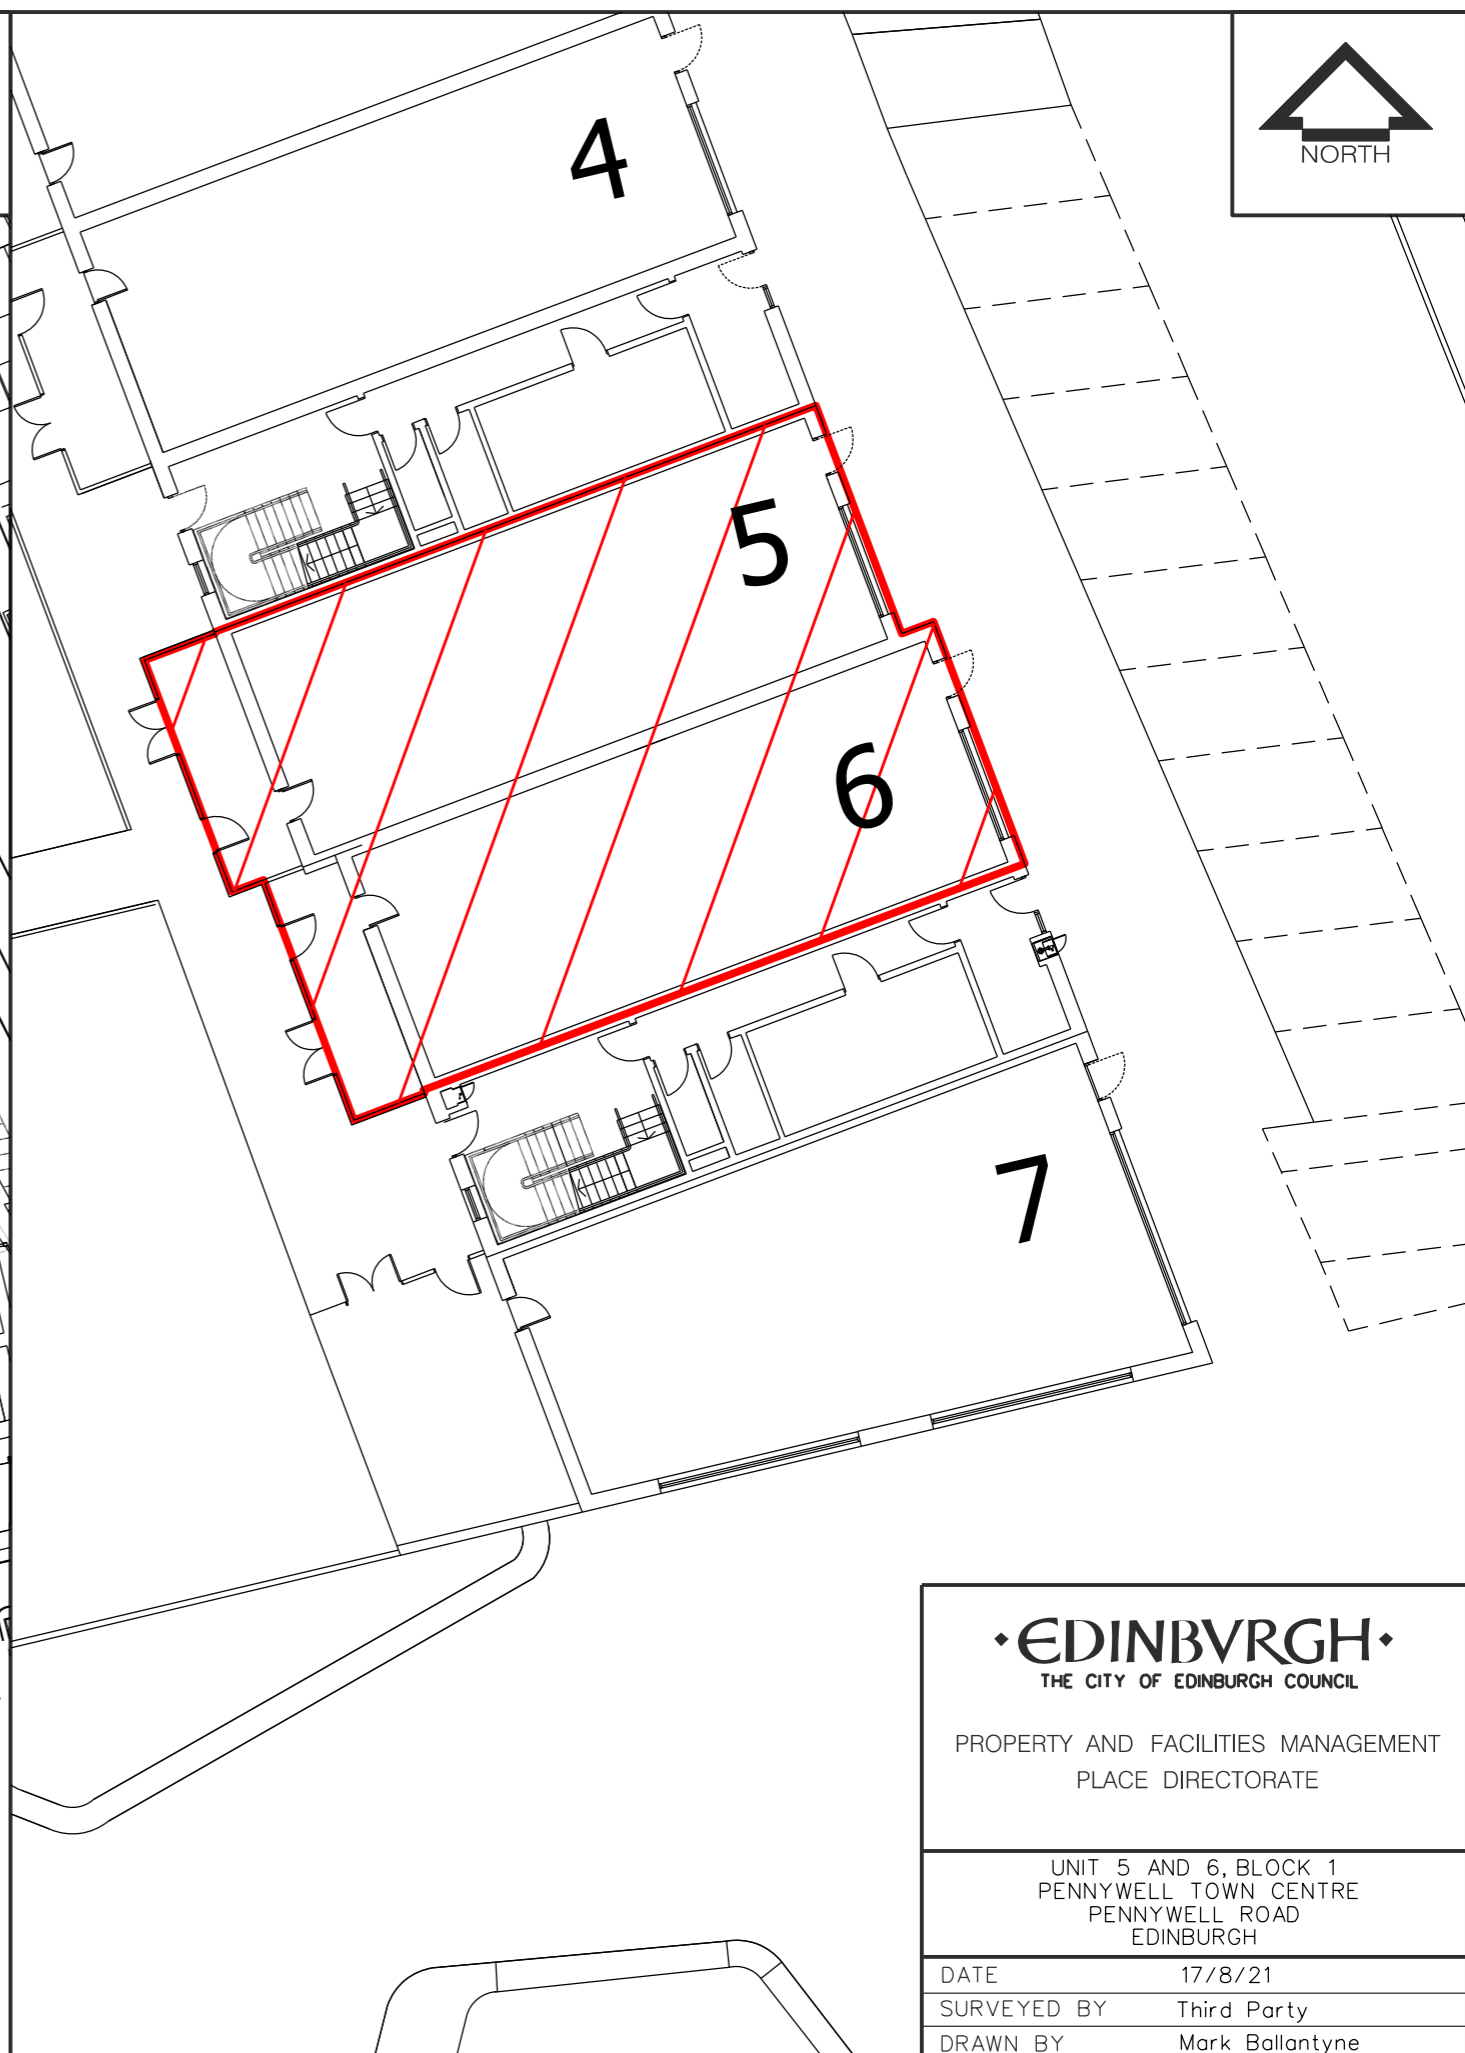 4
NORTH
5
6
7
•EDINBVRGH•
THE CITY OF EDINBURGH COUNCIL
PROPERTY AND FACILITIES MANAGEMENT
PLACE DIRECTORATE
UNIT 5 AND 6, BLOCK 1
PENNYWELL TOWN CENTRE
PENNYWELL ROAD
EDINBURGH
DATE 17/8/21
SURVEYED BY Third Party
DRAWN BY Mark Ballantyne